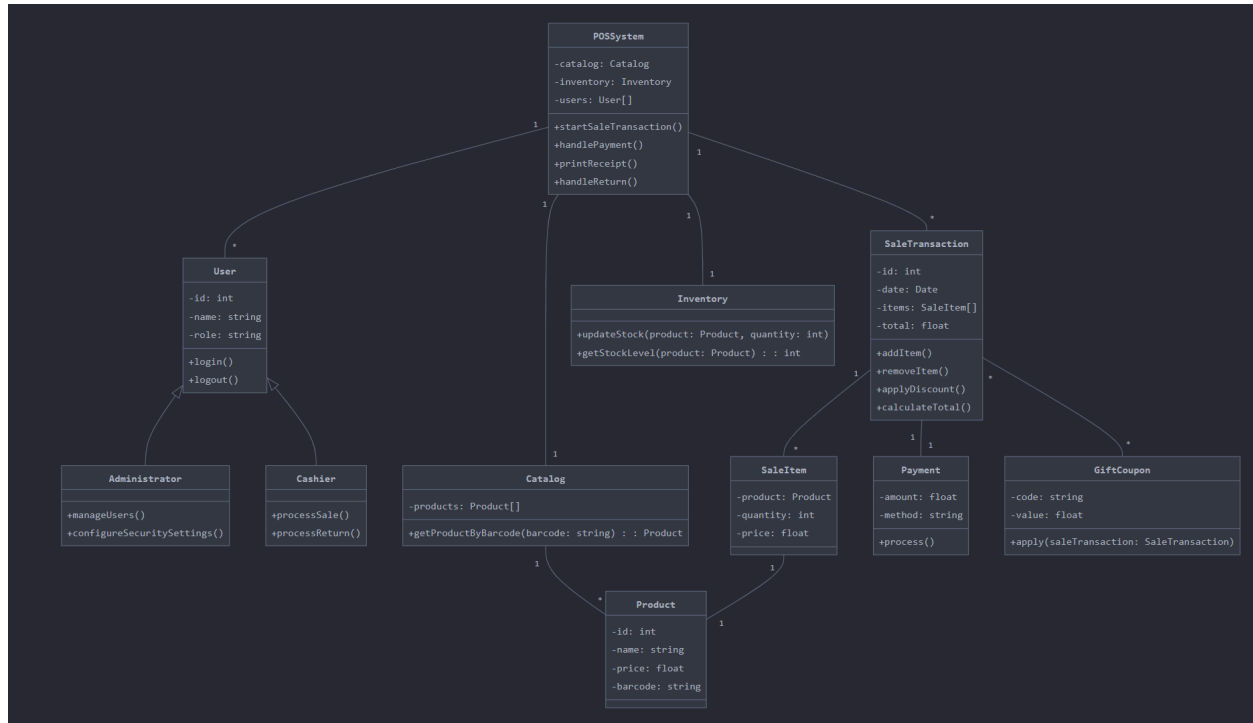 POSSystem
-catalog: Catalog
-inventory: Inventory
-users: User[]
+startSaleTransaction()
+handlePayment()
+printReceipt()
+handleReturn()
1
1
1
1
*
*
1
1
User
-id: int
-name: string
-role: string
+login()
+logout()
Inventory
+updateStock(product: Product, quantity: int)
+getStockLevel(product: Product) : : int
SaleTransaction
-id: int
-date: Date
-items: SaleItem[]
-total: float
+addItem()
+removeItem()
+applyDiscount()
+calculateTotal()
1
*
1
1
*
*
Administrator
+manageUsers()
+configureSecuritySettings()
Cashier
+processSale()
+processReturn()
Catalog
-products: Product[]
+getProductByBarcode(barcode: string) : : Product
SaleItem
-product: Product
-quantity: int
-price: float
Payment
-amount: float
-method: string
+process()
GiftCoupon
-code: string
-value: float
+apply(saleTransaction: SaleTransaction)
1
*
1
1
Product
-id: int
-name: string
-price: float
-barcode: string